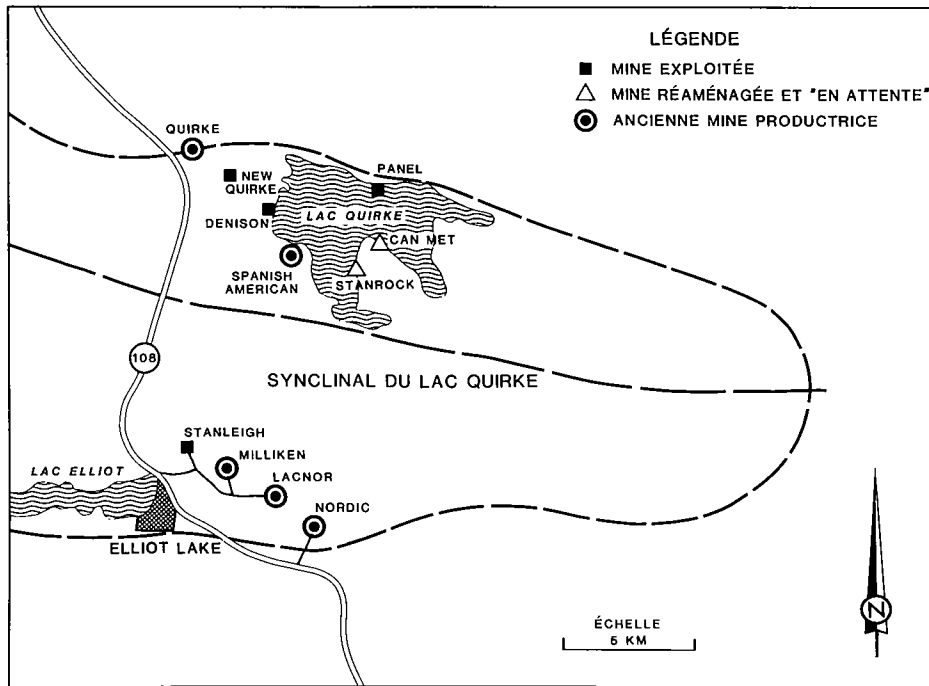 LÉGENDE
MINE EXPLOITÉE
MINE RÉAMÉNAGÉE ET "EN ATTENTE"
ANCIENNE MINE PRODUCTRICE
QUIRKE
NEW
QUIRKE
PANEL
DENISON
LAC QUIRKE
CAN MET
SPANISH
AMERICAN
STANROCK
108
SYNCLINAL DU LAC QUIRKE
STANLEIGH
MILLIKEN
LAC ELLIOT
LACNOR
NORDIC
ELLIOT LAKE
ÉCHELLE
5 KM
N